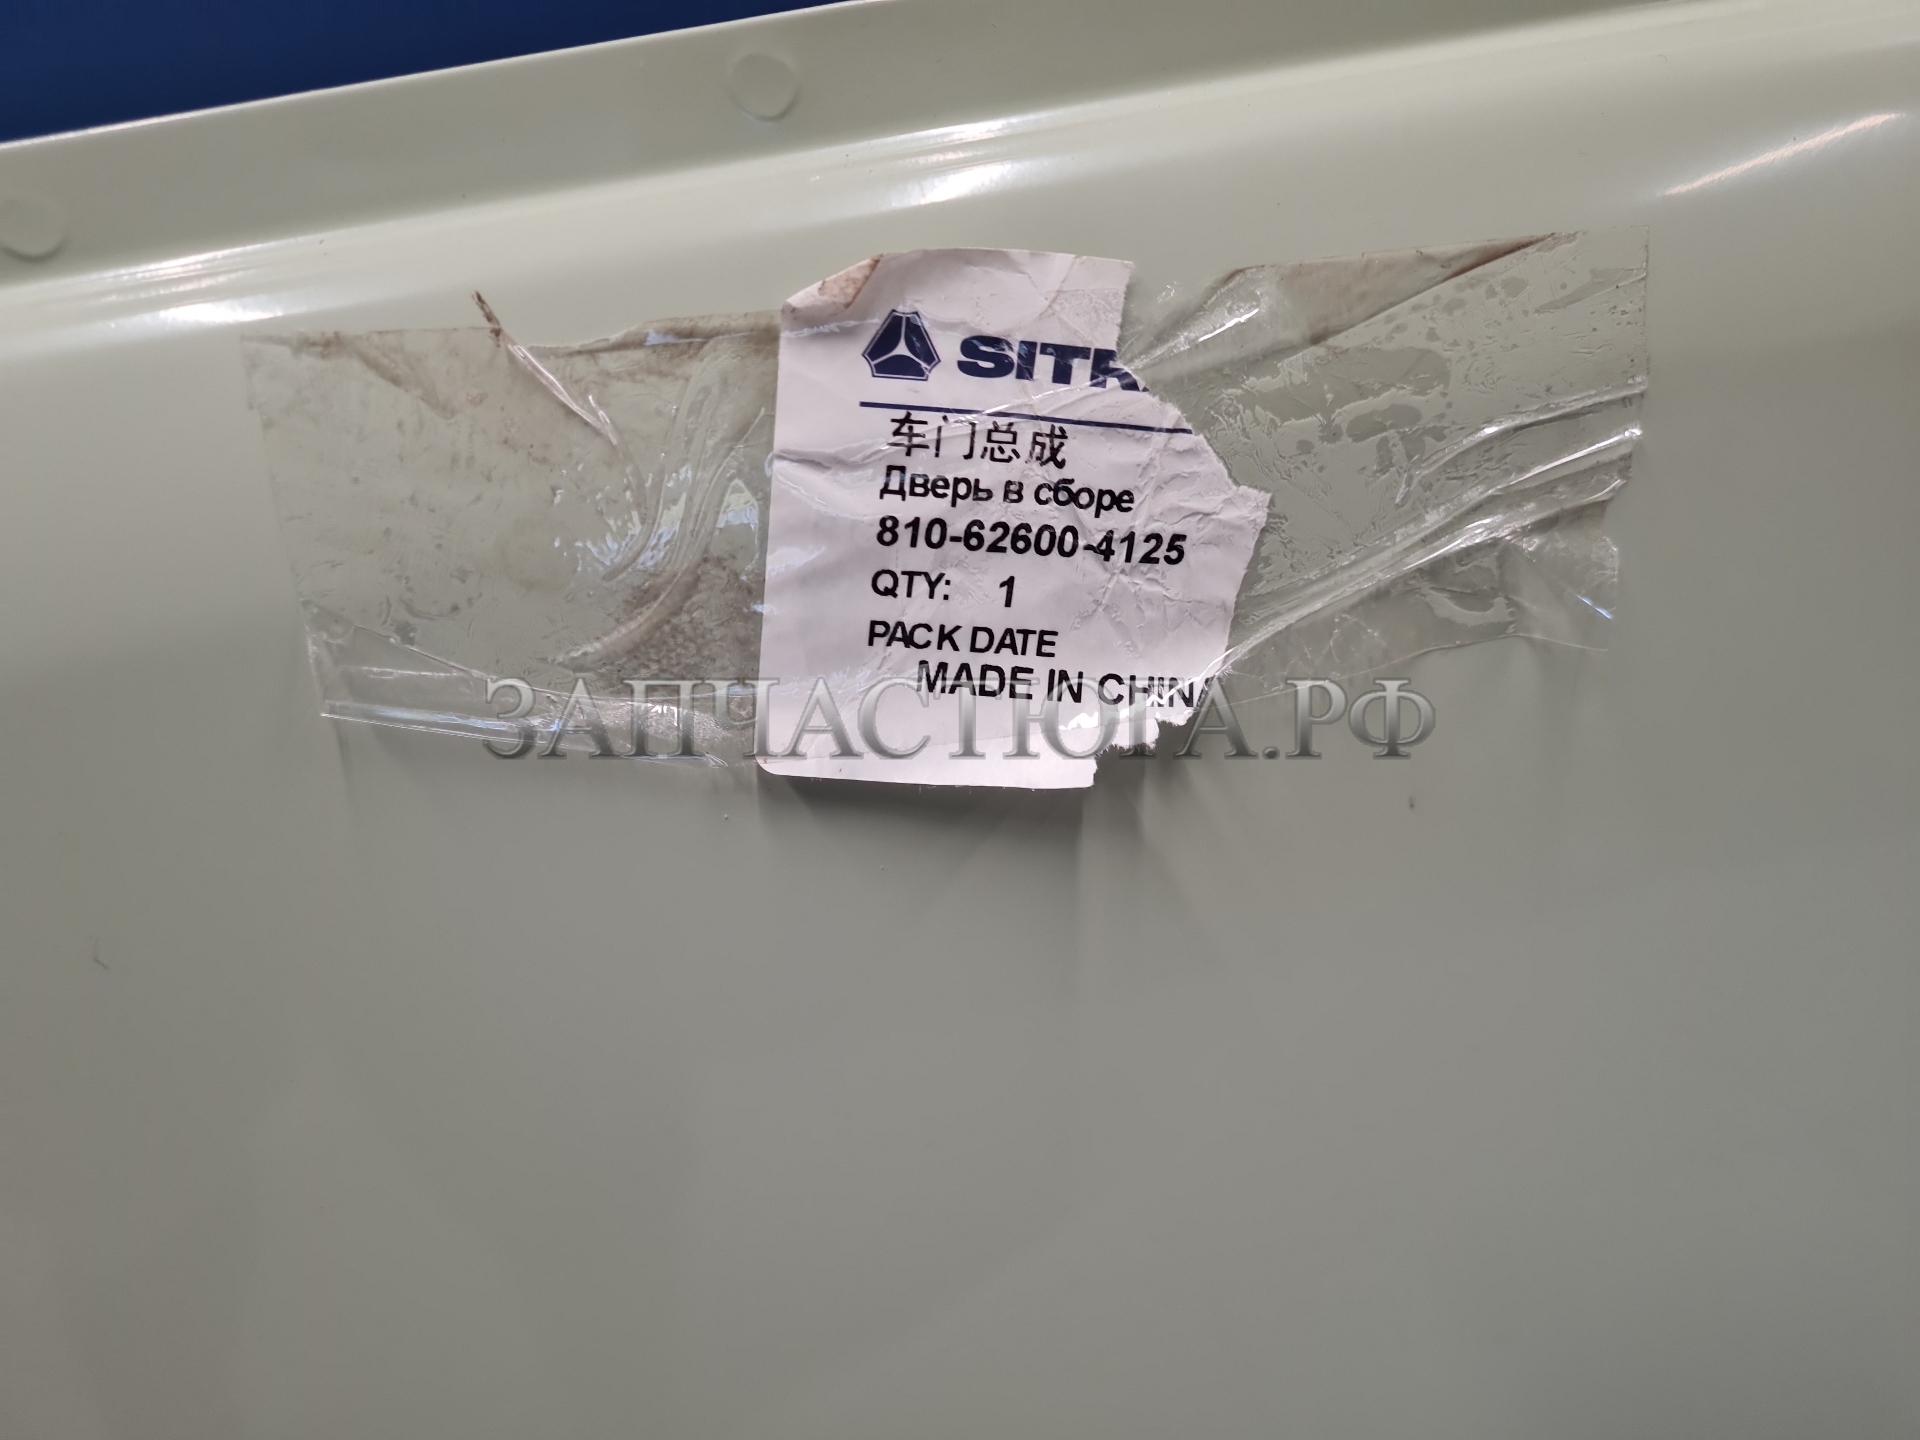 SITR
车门总成
Дверь в сборе
810-62600-4125
QTY: 1
PACK DATE
MADE IN CHINA
ЗАПЧАСТЮГА.РФ